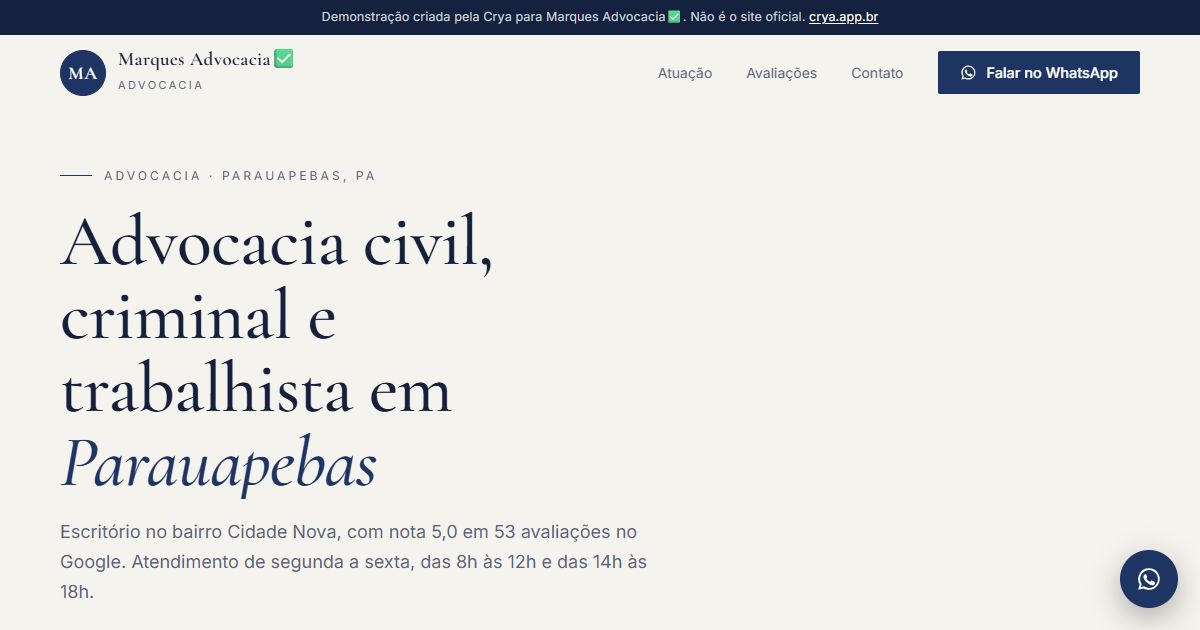 Demonstração criada pela Crya para Marques Advocacia✅. Não é o site oficial. crya.app.br
MA
Marques Advocacia✅
ADVOCACIA
Atuação
Avaliações
Contato
Falar no WhatsApp
ADVOCACIA · PARAUAPEBAS, PA
Advocacia civil,
criminal e
trabalhista em
Parauapebas
Escritório no bairro Cidade Nova, com nota 5,0 em 53 avaliações no
Google. Atendimento de segunda a sexta, das 8h às 12h e das 14h às
18h.